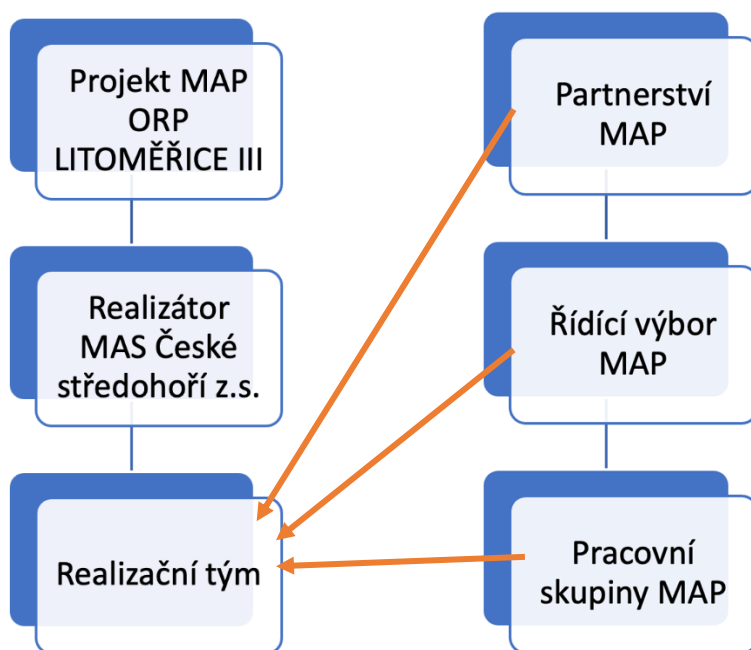 Projekt MAP
ORP
LITOMĚŘICE III
Realizátor
MAS České
středohoří z.s.
Realizační tým
Partnerství
MAP
Řídící výbor
MAP
Pracovní
skupiny MAP